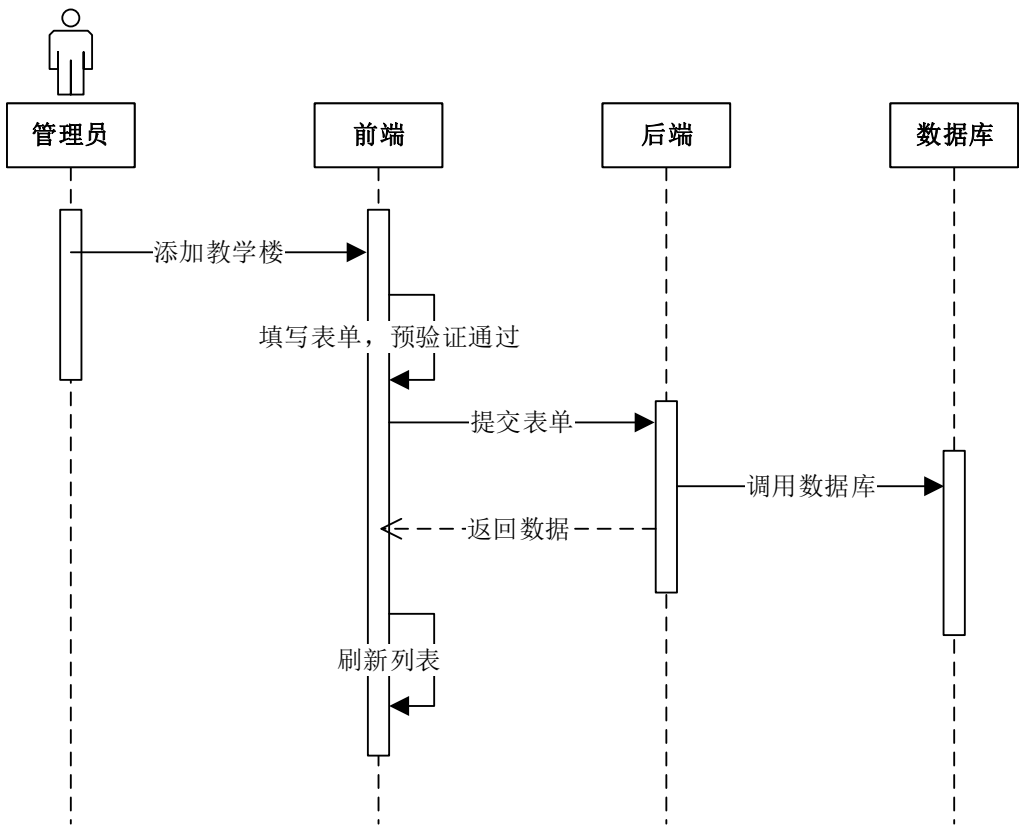 管理员
前端
后端
数据库
添加教学楼
填写表单，预验证通过
提交表单
调用数据库
返回数据
刷新列表